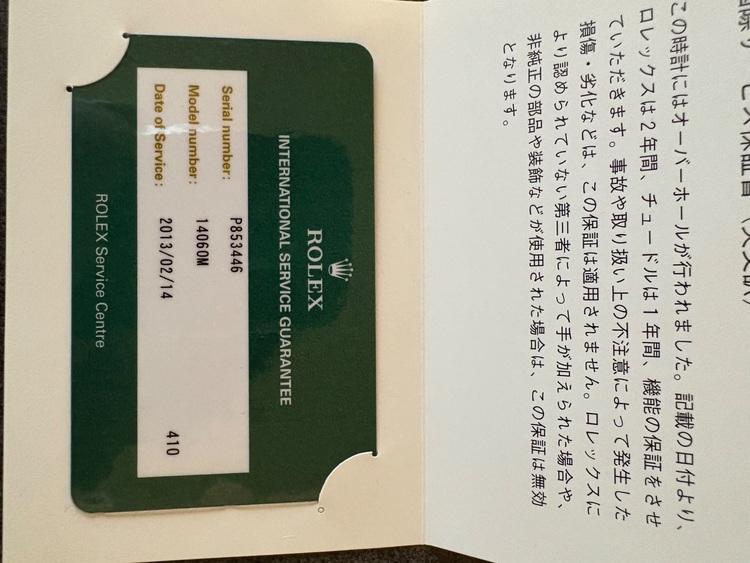 ROLEX
INTERNATIONAL SERVICE GUARANTEE
Serial number: P853446
Model number: 14060M
Date of Service: 2013/02/14 410
ROLEX Service Centre
この時計にはオーバーホールが行われました。記載の日付より、
ロレックスは2年間、チュードルは1年間、機能の保証をさせ
ていただきます。事故や取り扱い上の不注意によって発生した
損傷・劣化などは、この保証は適用されません。ロレックスに
より認められていない第三者によって手が加えられた場合や、
非純正の部品や装飾などが使用された場合は、この保証は無効
となります。